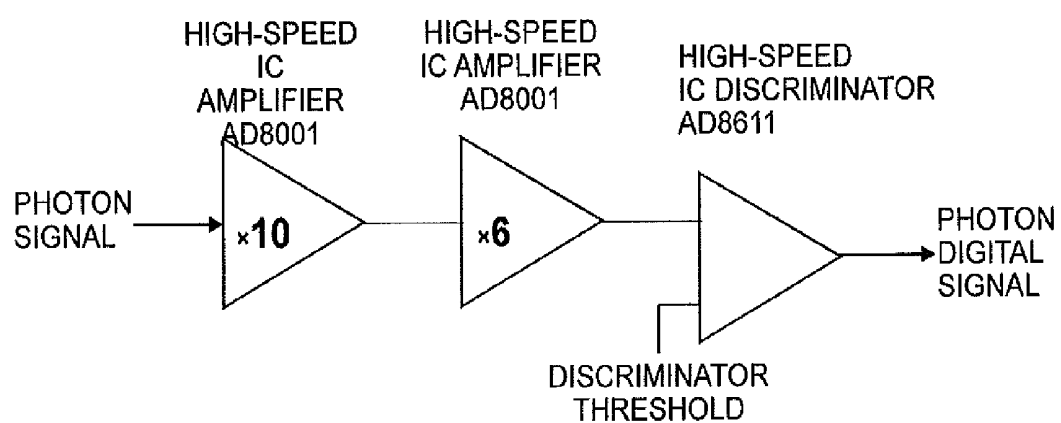 HIGH-SPEED
IC
AMPLIFIER
AD8001
HIGH-SPEED
IC AMPLIFIER
AD8001
HIGH-SPEED
IC DISCRIMINATOR
AD8611
PHOTON
SIGNAL
×10
×6
PHOTON
DIGITAL
SIGNAL
DISCRIMINATOR
THRESHOLD